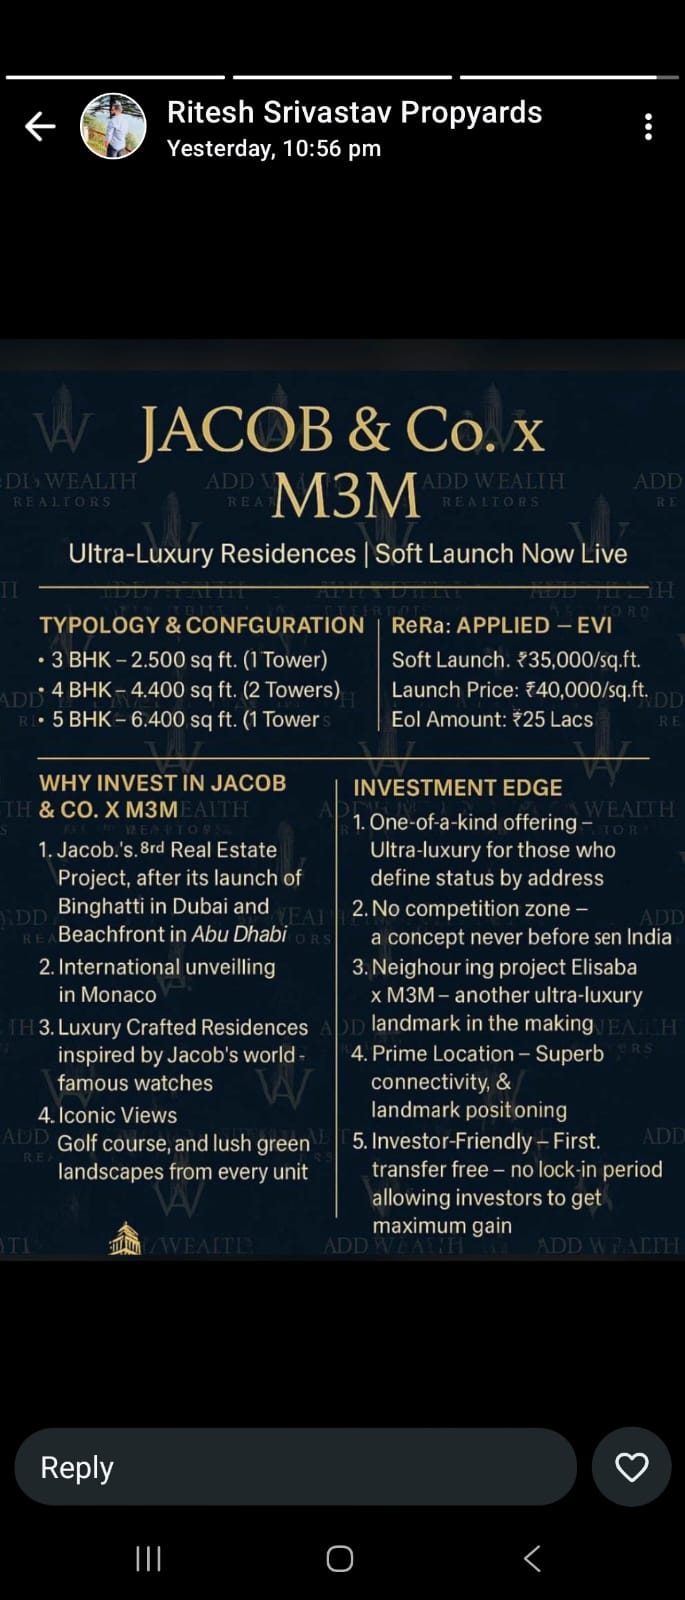 Ritesh Srivastav Propyards
Yesterday, 10:56 pm
JACOB & Co. x
M3M
Ultra-Luxury Residences | Soft Launch Now Live
TYPOLOGY & CONFGURATION
• 3 BHK – 2.500 sq ft. (1 Tower)
• 4 BHK – 4.400 sq ft. (2 Towers)
• 5 BHK – 6.400 sq ft. (1 Tower
ReRa: APPLIED – EVI
Soft Launch. ₹35,000/sq.ft.
Launch Price: ₹40,000/sq.ft.
EoI Amount: ₹25 Lacs
WHY INVEST IN JACOB
& CO. X M3M
1. Jacob.'s. 8rd Real Estate
Project, after its launch of
Binghatti in Dubai and
Beachfront in Abu Dhabi
2. International unveilling
in Monaco
3. Luxury Crafted Residences
inspired by Jacob's world-
famous watches
4. Iconic Views
Golf course, and lush green
landscapes from every unit
INVESTMENT EDGE
1. One-of-a-kind offering –
Ultra-luxury for those who
define status by address
2. No competition zone –
a concept never before sen India
3. Neighour ing project Elisaba
x M3M – another ultra-luxury
landmark in the making
4. Prime Location – Superb
connectivity, &
landmark positoning
5. Investor-Friendly – First.
transfer free – no lock-in period
allowing investors to get
maximum gain
ADD WEALTH
REALTORS
Reply